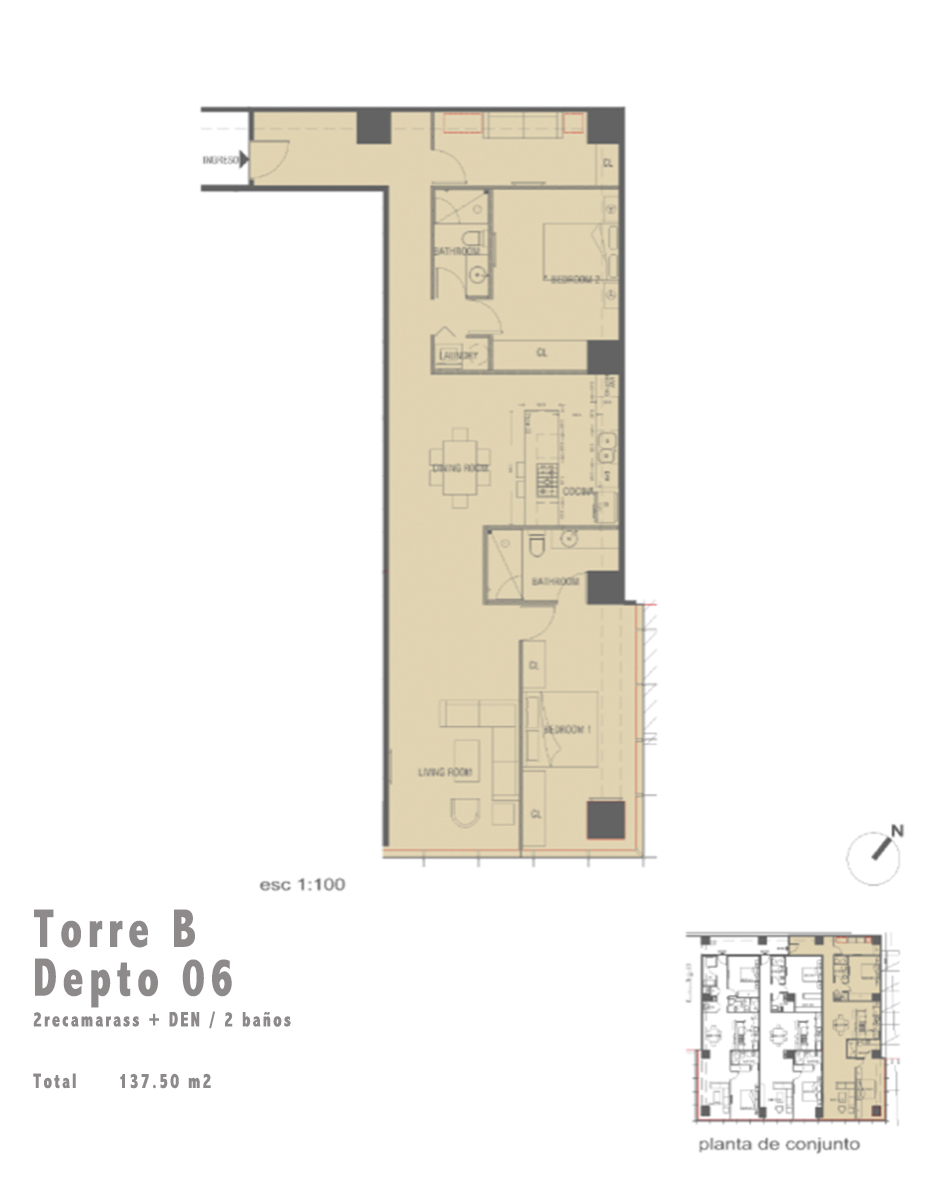 INGRESO
CL
BATHROOM
BEDROOM 2
LAUNDRY
CL
DINING ROOM
COCINA
BATHROOM
CL
BEDROOM 1
LIVING ROOM
CL
N
esc 1:100
Torre B
Depto 06
2recamarass + DEN / 2 baños
Total 137.50 m2
planta de conjunto